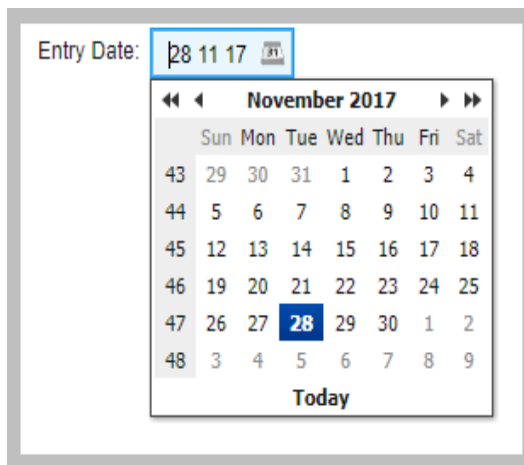 Entry Date: 28 11 17 31
November 2017
Sun Mon Tue Wed Thu Fri Sat
43 29 30 31 1 2 3 4
44 5 6 7 8 9 10 11
45 12 13 14 15 16 17 18
46 19 20 21 22 23 24 25
47 26 27 28 29 30 1 2
48 3 4 5 6 7 8 9
Today